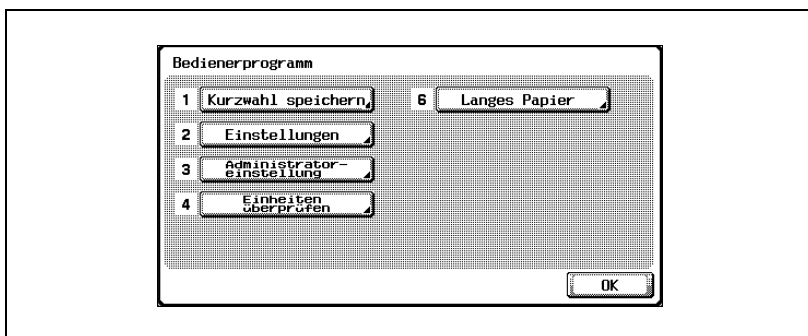 Bedienerprogramm
1 Kurzwahl speichern
6 Langes Papier
2 Einstellungen
3 Administrator-
einstellung
4 Einheiten
überprüfen
OK